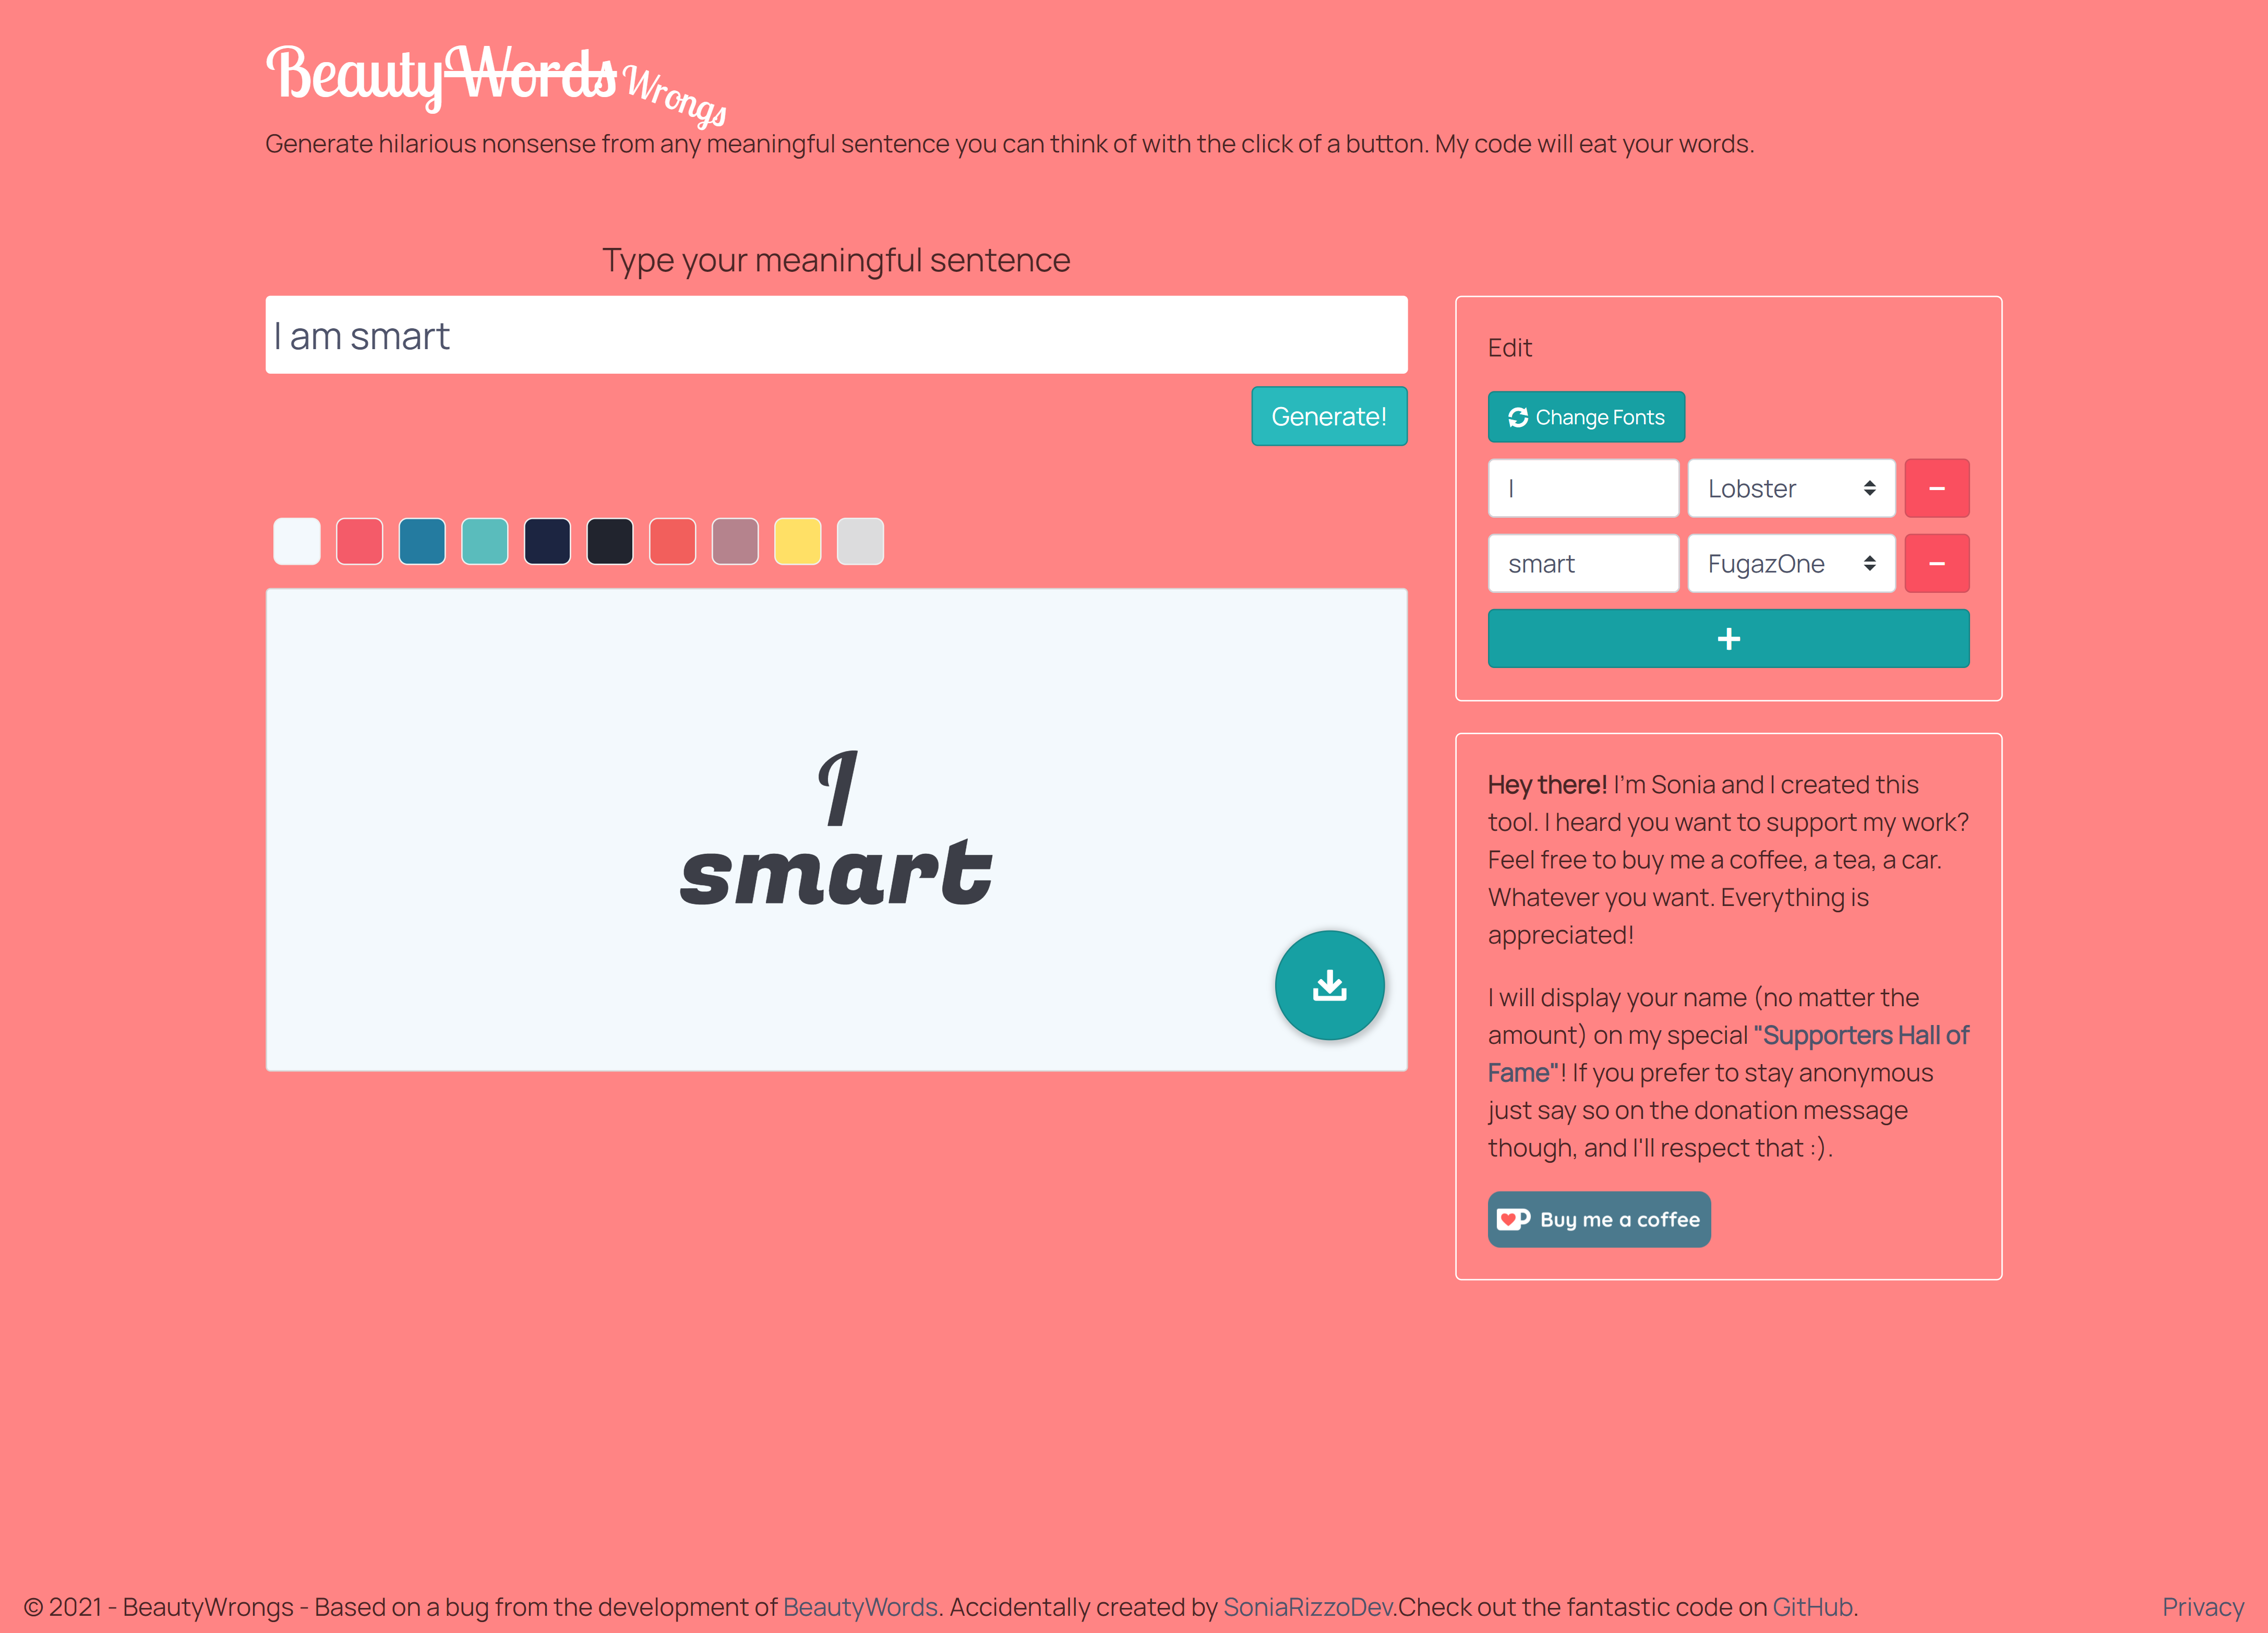 BeautyWords Wrongs
Generate hilarious nonsense from any meaningful sentence you can think of with the click of a button. My code will eat your words.
Type your meaningful sentence
I am smart
Generate!
I
smart
Edit
Change Fonts
I Lobster
smart FugazOne
Hey there! I'm Sonia and I created this
tool. I heard you want to support my work?
Feel free to buy me a coffee, a tea, a car.
Whatever you want. Everything is
appreciated!
I will display your name (no matter the
amount) on my special "Supporters Hall of
Fame"! If you prefer to stay anonymous
just say so on the donation message
though, and I'll respect that :).
Buy me a coffee
© 2021 - BeautyWrongs - Based on a bug from the development of BeautyWords. Accidentally created by SoniaRizzoDev.Check out the fantastic code on GitHub. Privacy